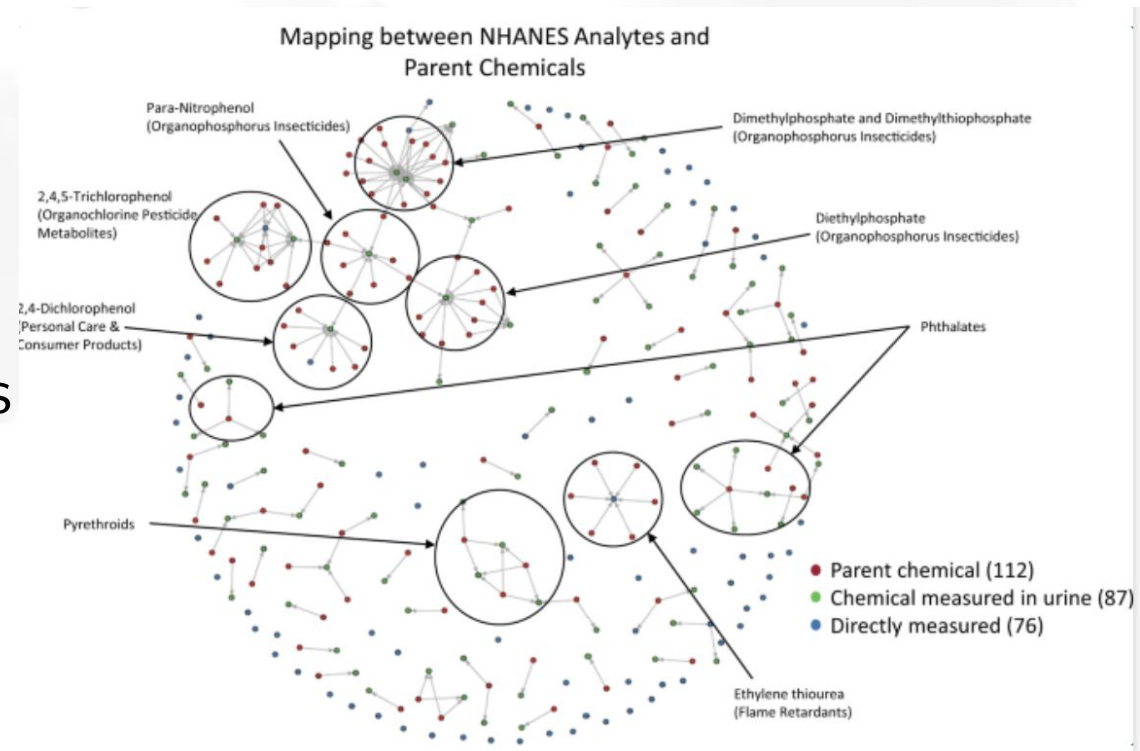 Mapping between NHANES Analytes and
Parent Chemicals
Para-Nitrophenol
(Organophosphorus Insecticides)
Dimethylphosphate and Dimethylthiophosphate
(Organophosphorus Insecticides)
2,4,5-Trichlorophenol
(Organochlorine Pesticide
Metabolites)
Diethylphosphate
(Organophosphorus Insecticides)
2,4-Dichlorophenol
(Personal Care &
Consumer Products)
Phthalates
s
Pyrethroids
Parent chemical (112)
Chemical measured in urine (87)
Directly measured (76)
Ethylene thiourea
(Flame Retardants)